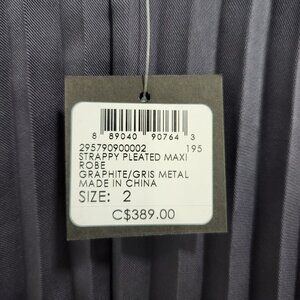 8 89040 90764 3
295790900002 195
STRAPPY PLEATED MAXI
ROBE
GRAPHITE/GRIS METAL
MADE IN CHINA
SIZE: 2
C$389.00